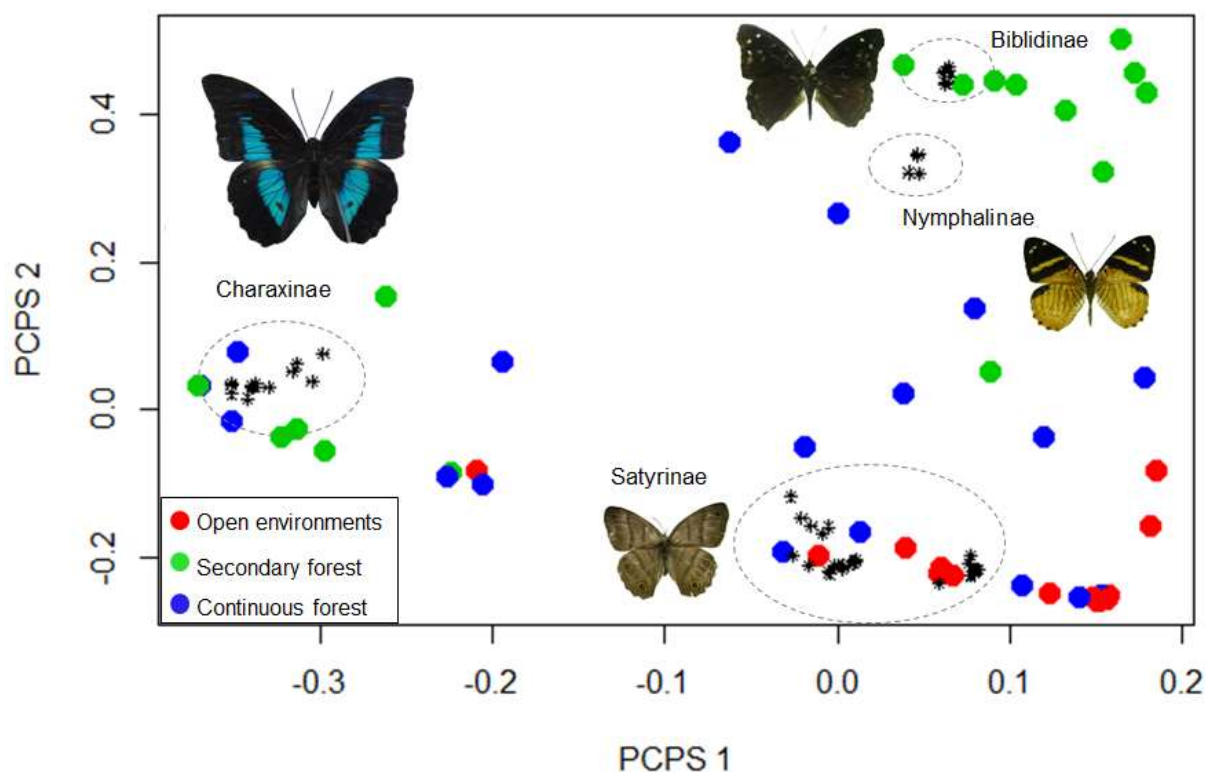 Biblidinae
Nymphalinae
Charaxinae
Satyrinae
Open environments
Secondary forest
Continuous forest
PCPS 2
0.4
0.2
0.0
-0.2
-0.3
-0.2
-0.1
0.0
0.1
0.2
PCPS 1